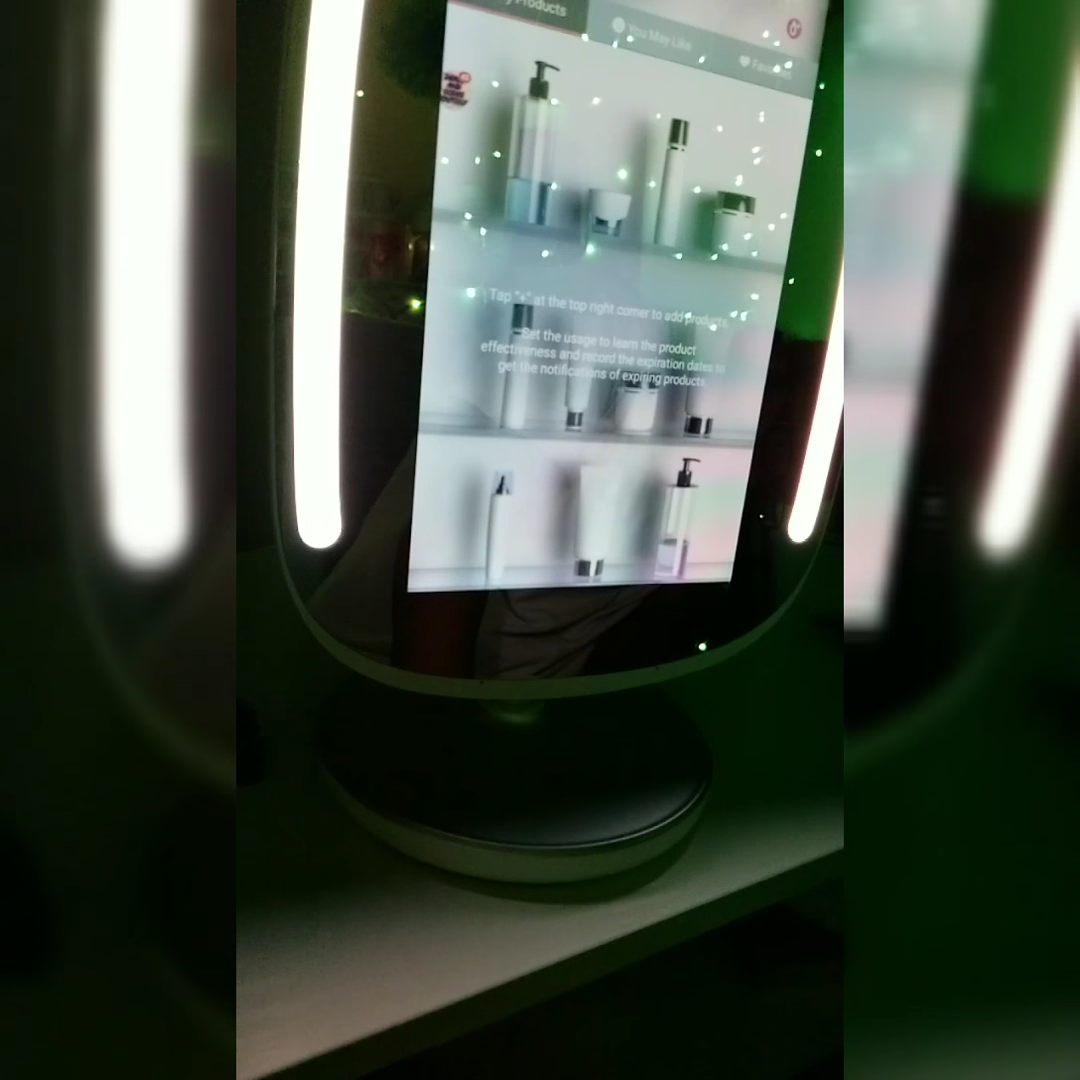 Products
You May Like
Favorites
Tap "+" at the top right corner to add products.
Set the usage to learn the product
effectiveness and record the expiration dates to
get the notifications of expiring products.